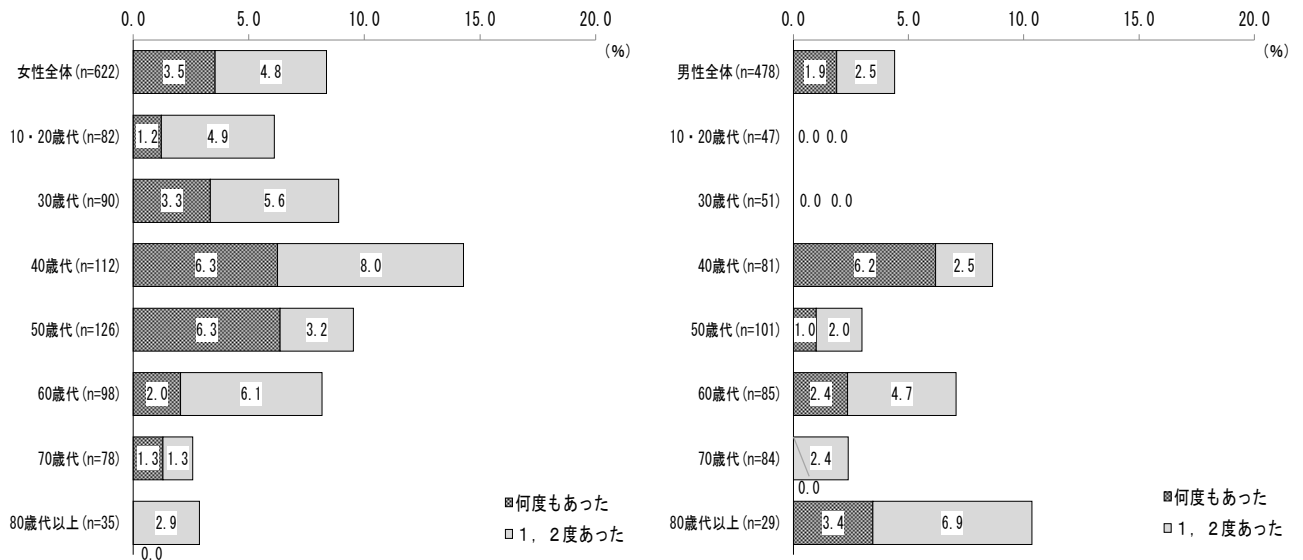 0.0 5.0 10.0 15.0 20.0
(%)
女性全体(n=622) 3.5 4.8
10・20歳代(n=82) 1.2 4.9
30歳代(n=90) 3.3 5.6
40歳代(n=112) 6.3 8.0
50歳代(n=126) 6.3 3.2
60歳代(n=98) 2.0 6.1
70歳代(n=78) 1.3 1.3
80歳代以上(n=35) 2.9
0.0
何度もあった
1，2度あった
0.0 5.0 10.0 15.0 20.0
(%)
男性全体(n=478) 1.9 2.5
10・20歳代(n=47) 0.0 0.0
30歳代(n=51) 0.0 0.0
40歳代(n=81) 6.2 2.5
50歳代(n=101) 1.0 2.0
60歳代(n=85) 2.4 4.7
70歳代(n=84) 2.4
0.0
80歳代以上(n=29) 3.4 6.9
何度もあった
1，2度あった